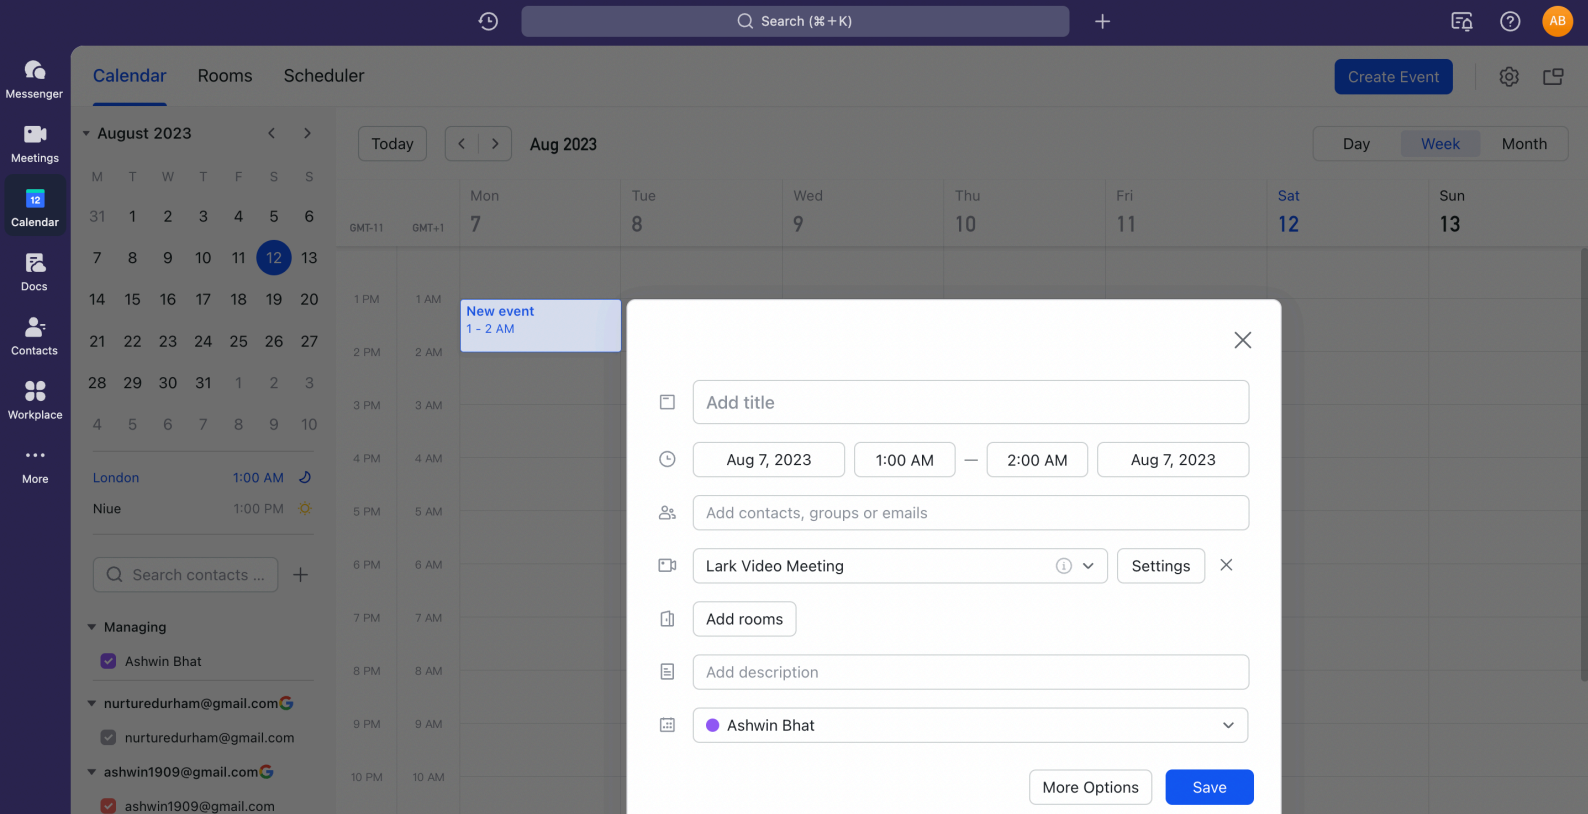 Search (⌘+K)
AB
Messenger
Meetings
12
Calendar
Docs
Contacts
Workplace
More
Calendar Rooms Scheduler
Create Event
August 2023
M T W T F S S
31 1 2 3 4 5 6
7 8 9 10 11 12 13
14 15 16 17 18 19 20
21 22 23 24 25 26 27
28 29 30 31 1 2 3
4 5 6 7 8 9 10
London 1:00 AM
Niue 1:00 PM
Search contacts ...
Managing
Ashwin Bhat
nurturedurham@gmail.com
nurturedurham@gmail.com
ashwin1909@gmail.com
ashwin1909@gmail.com
Today
Aug 2023
Day Week Month
GMT-11 GMT+1
Mon Tue Wed Thu Fri Sat Sun
7 8 9 10 11 12 13
1 PM 1 AM
2 PM 2 AM
3 PM 3 AM
4 PM 4 AM
5 PM 5 AM
6 PM 6 AM
7 PM 7 AM
8 PM 8 AM
9 PM 9 AM
10 PM 10 AM
New event
1 - 2 AM
Add title
Aug 7, 2023 1:00 AM — 2:00 AM Aug 7, 2023
Add contacts, groups or emails
Lark Video Meeting Settings
Add rooms
Add description
Ashwin Bhat
More Options Save